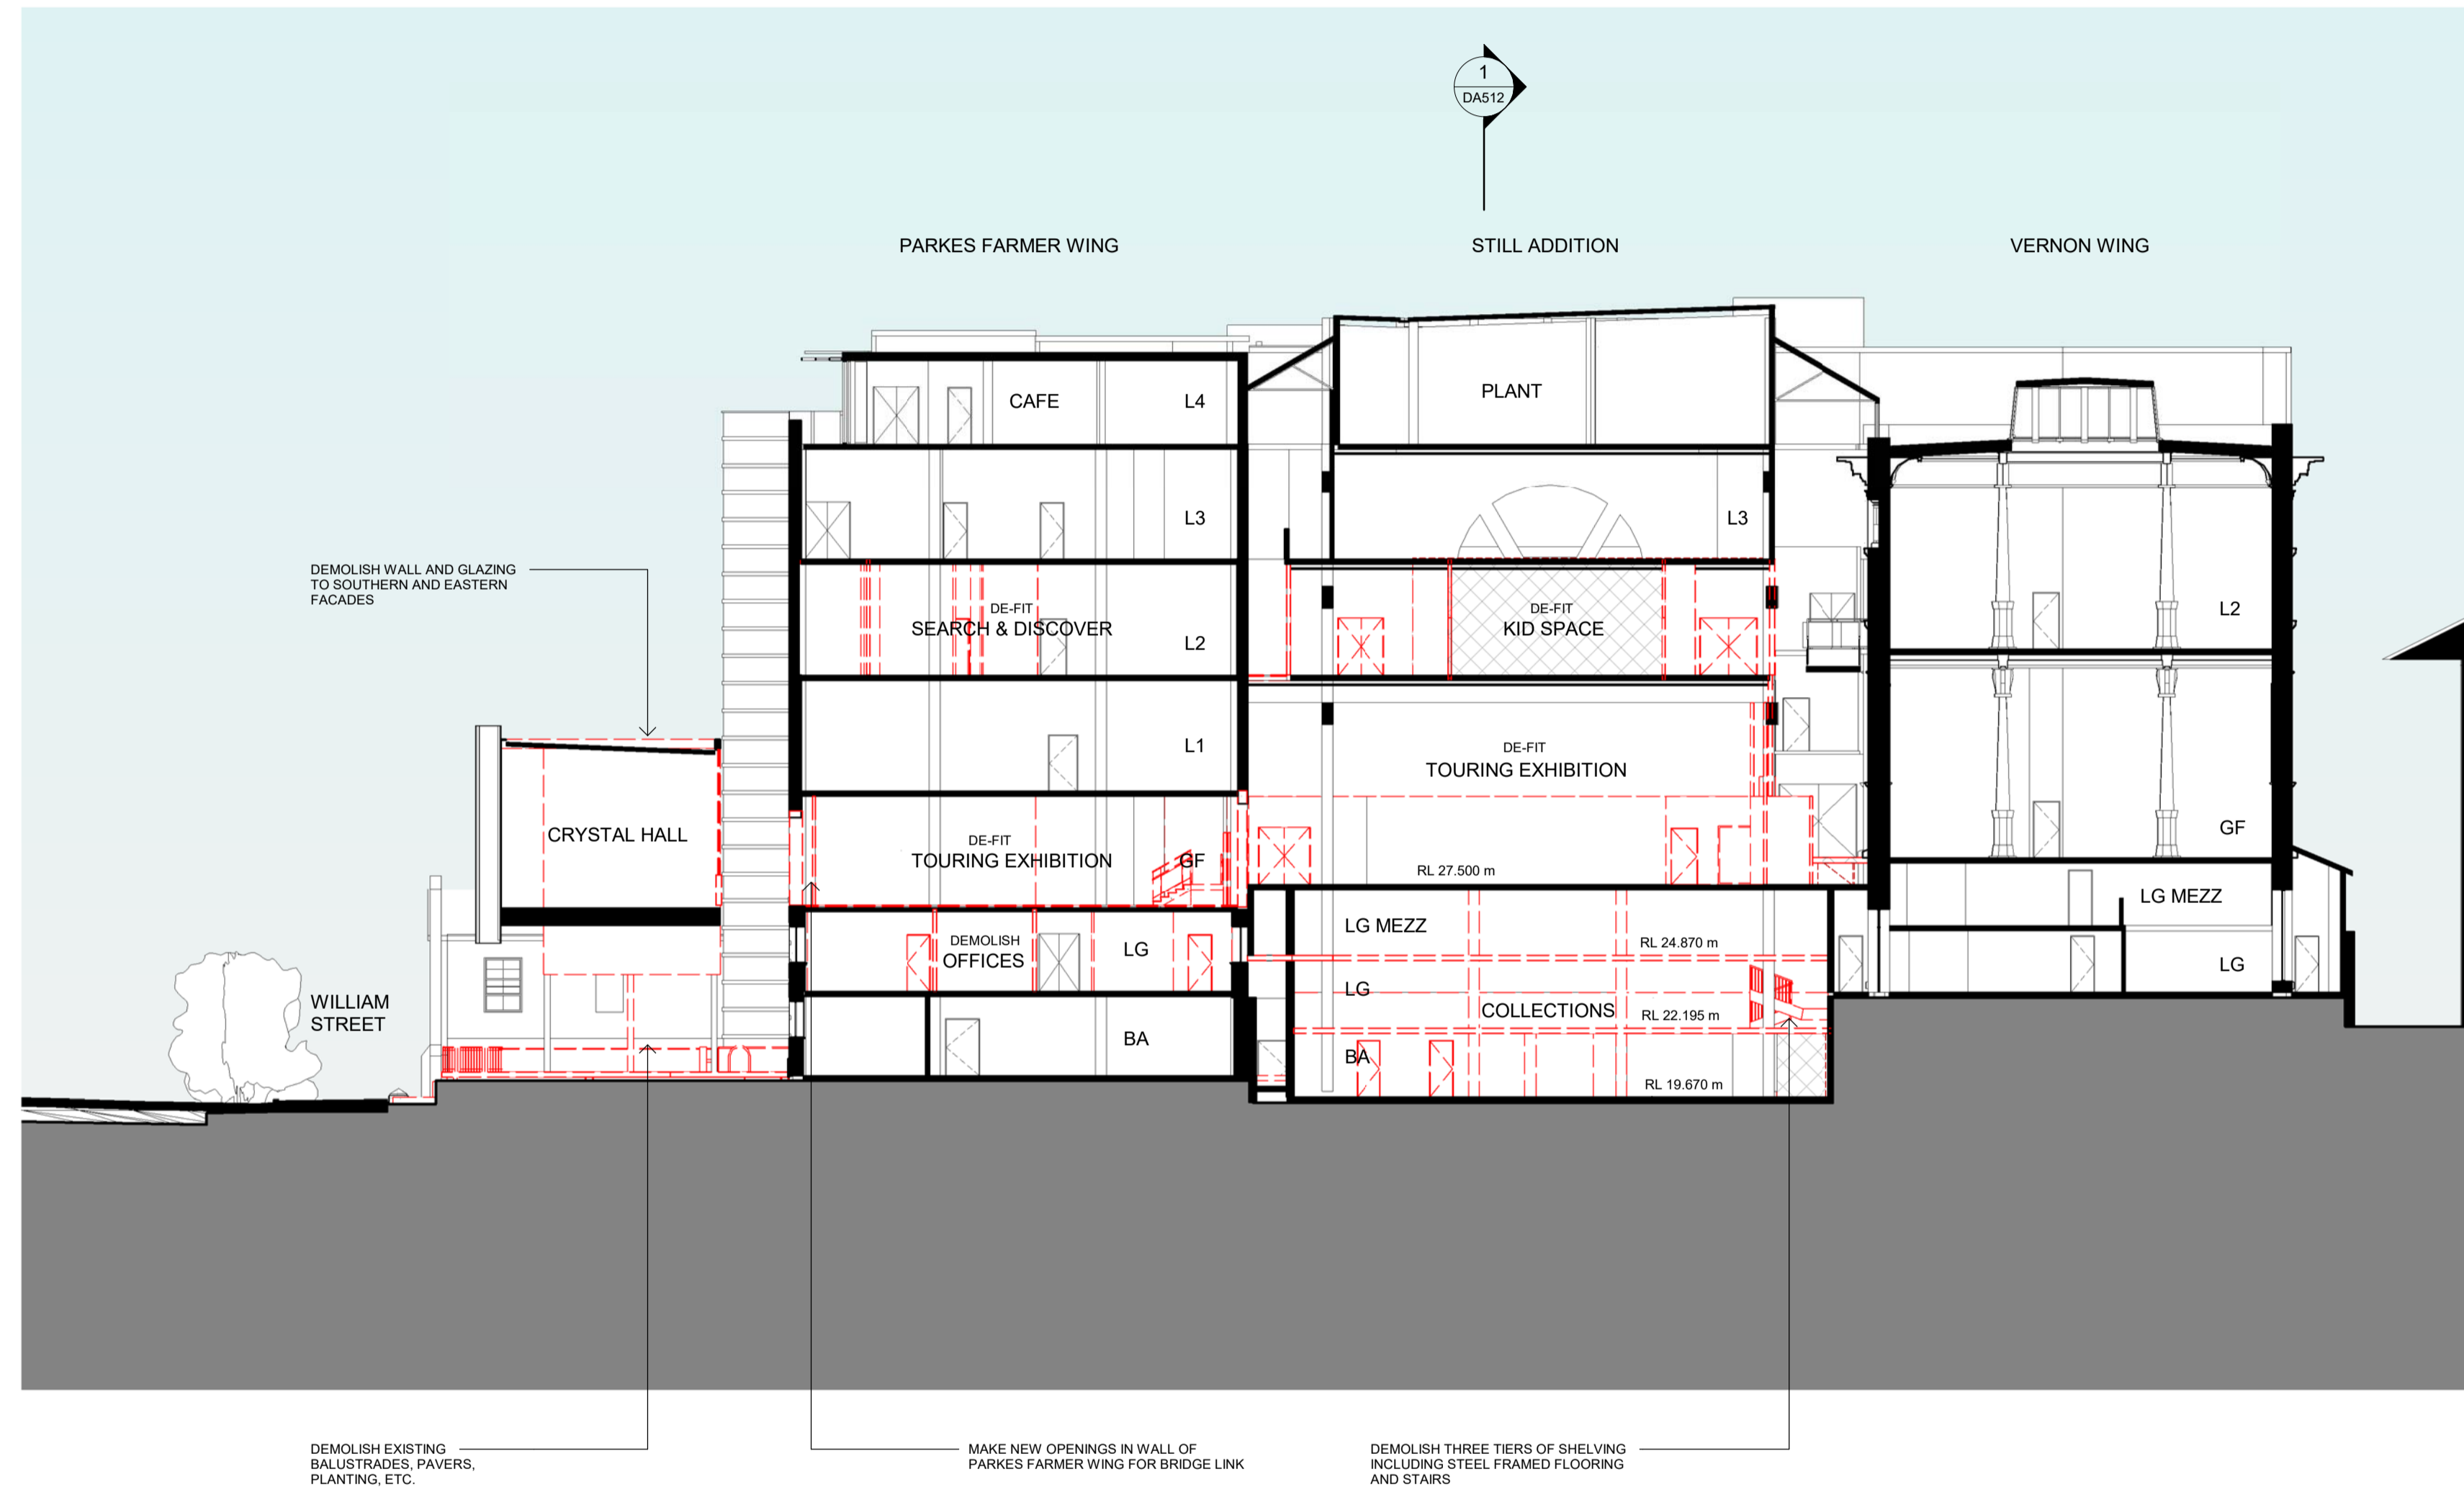 1
DA512
PARKES FARMER WING
STILL ADDITION
VERNON WING
PLANT
CAFE
L4
L3
L3
DEMOLISH WALL AND GLAZING
TO SOUTHERN AND EASTERN
FACADES
DE-FIT
SEARCH & DISCOVER
L2
DE-FIT
KID SPACE
L2
L1
DE-FIT
TOURING EXHIBITION
CRYSTAL HALL
DE-FIT
TOURING EXHIBITION
GF
RL 27.500 m
GF
LG MEZZ
DEMOLISH
OFFICES
LG
LG MEZZ
RL 24.870 m
LG
LG
WILLIAM
STREET
COLLECTIONS
RL 22.195 m
BA
BA
RL 19.670 m
DEMOLISH EXISTING
BALUSTRADES, PAVERS,
PLANTING, ETC.
MAKE NEW OPENINGS IN WALL OF
PARKES FARMER WING FOR BRIDGE LINK
DEMOLISH THREE TIERS OF SHELVING
INCLUDING STEEL FRAMED FLOORING
AND STAIRS